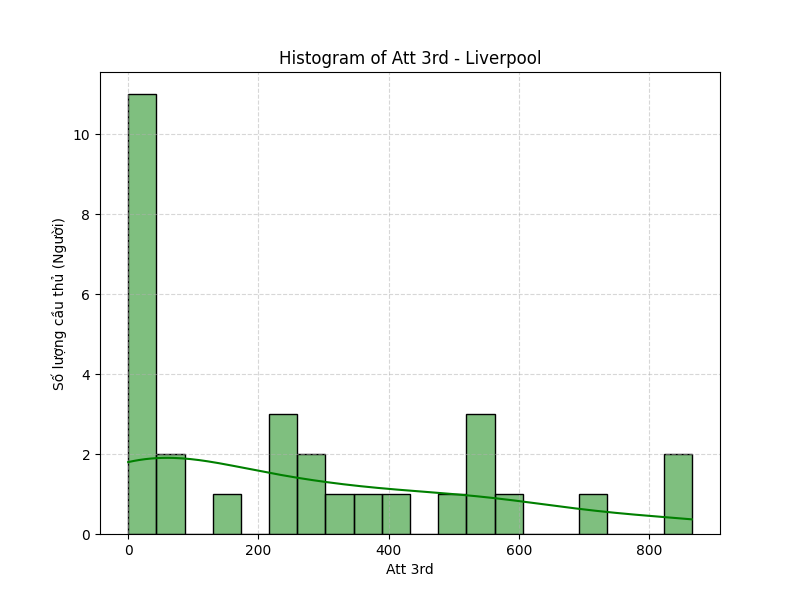 Histogram of Att 3rd - Liverpool
Số lượng cầu thủ (Người)
10
8
6
4
2
0
0 200 400 600 800
Att 3rd